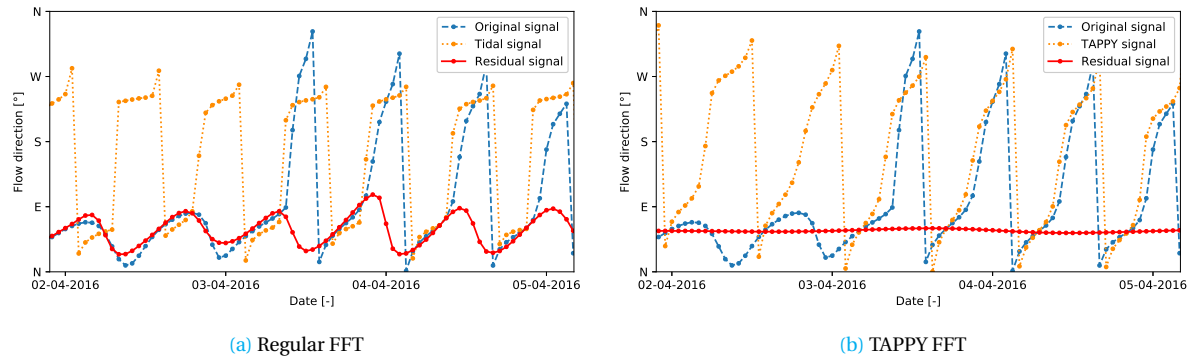 N
W
S
E
N
Flow direction [°]
02-04-2016 03-04-2016 04-04-2016 05-04-2016
Date [-]
Original signal
Tidal signal
Residual signal
(a) Regular FFT
N
W
S
E
N
Flow direction [°]
02-04-2016 03-04-2016 04-04-2016 05-04-2016
Date [-]
Original signal
TAPPY signal
Residual signal
(b) TAPPY FFT